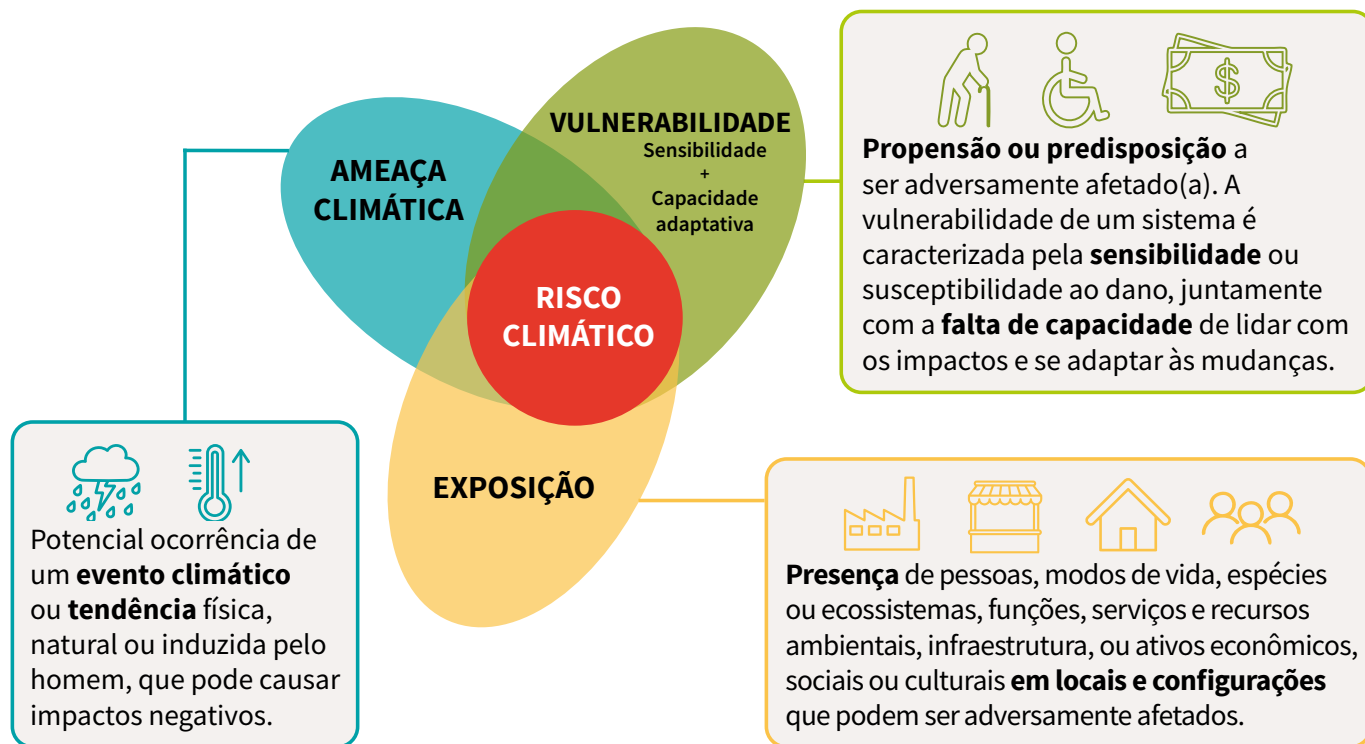 VULNERABILIDADE
Sensibilidade
+
Capacidade
adaptativa
AMEAÇA
CLIMÁTICA
RISCO
CLIMÁTICO
EXPOSIÇÃO
$
Propensão ou predisposição a
ser adversamente afetado(a). A
vulnerabilidade de um sistema é
caracterizada pela sensibilidade ou
susceptibilidade ao dano, juntamente
com a falta de capacidade de lidar com
os impactos e se adaptar às mudanças.
Potencial ocorrência de
um evento climático
ou tendência física,
natural ou induzida pelo
homem, que pode causar
impactos negativos.
Presença de pessoas, modos de vida, espécies
ou ecossistemas, funções, serviços e recursos
ambientais, infraestrutura, ou ativos econômicos,
sociais ou culturais em locais e configurações
que podem ser adversamente afetados.